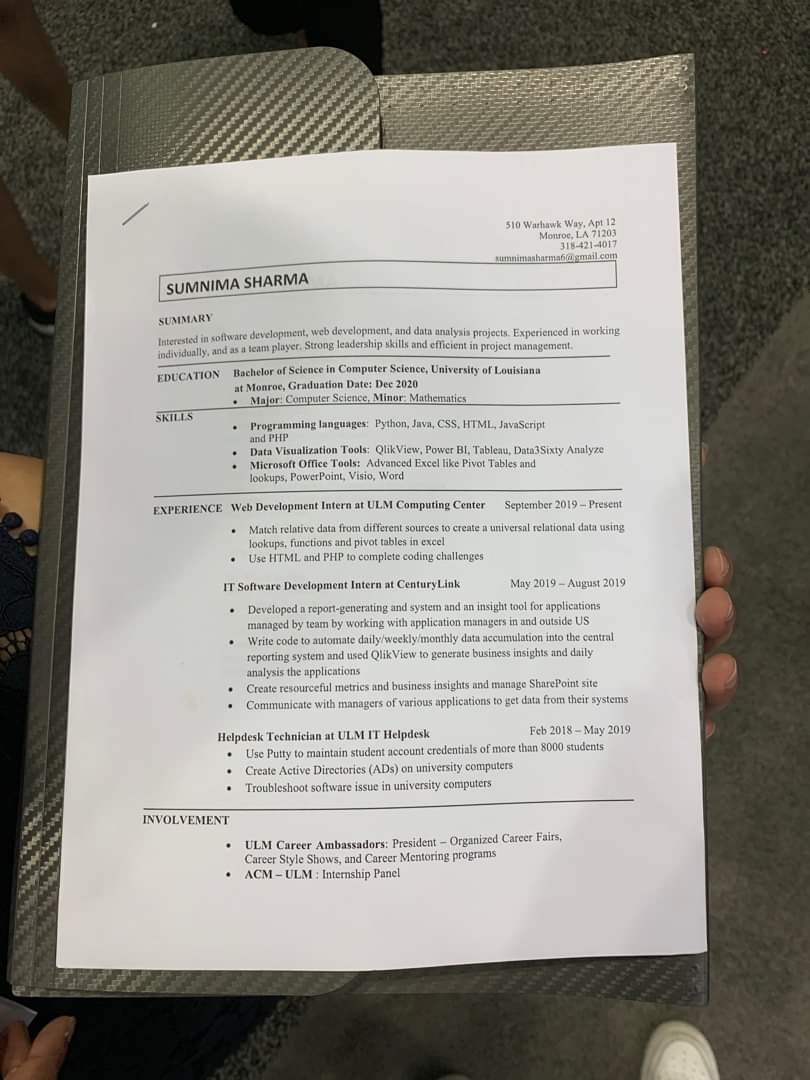 510 Warhawk Way, Apt 12
Monroe, LA 71203
318-421-4017
sumnimasharma6@gmail.com
SUMNIMA SHARMA
SUMMARY
Interested in software development, web development, and data analysis projects. Experienced in working
individually, and as a team player. Strong leadership skills and efficient in project management.
EDUCATION Bachelor of Science in Computer Science, University of Louisiana
at Monroe, Graduation Date: Dec 2020
• Major: Computer Science, Minor: Mathematics
SKILLS
• Programming languages: Python, Java, CSS, HTML, JavaScript
and PHP
• Data Visualization Tools: QlikView, Power BI, Tableau, Data3Sixty Analyze
• Microsoft Office Tools: Advanced Excel like Pivot Tables and
lookups, PowerPoint, Visio, Word
EXPERIENCE Web Development Intern at ULM Computing Center September 2019 – Present
• Match relative data from different sources to create a universal relational data using
lookups, functions and pivot tables in excel
• Use HTML and PHP to complete coding challenges
IT Software Development Intern at CenturyLink May 2019 – August 2019
• Developed a report-generating and system and an insight tool for applications
managed by team by working with application managers in and outside US
• Write code to automate daily/weekly/monthly data accumulation into the central
reporting system and used QlikView to generate business insights and daily
analysis the applications
• Create resourceful metrics and business insights and manage SharePoint site
• Communicate with managers of various applications to get data from their systems
Helpdesk Technician at ULM IT Helpdesk Feb 2018 – May 2019
• Use Putty to maintain student account credentials of more than 8000 students
• Create Active Directories (ADs) on university computers
• Troubleshoot software issue in university computers
INVOLVEMENT
• ULM Career Ambassadors: President – Organized Career Fairs,
Career Style Shows, and Career Mentoring programs
• ACM – ULM : Internship Panel